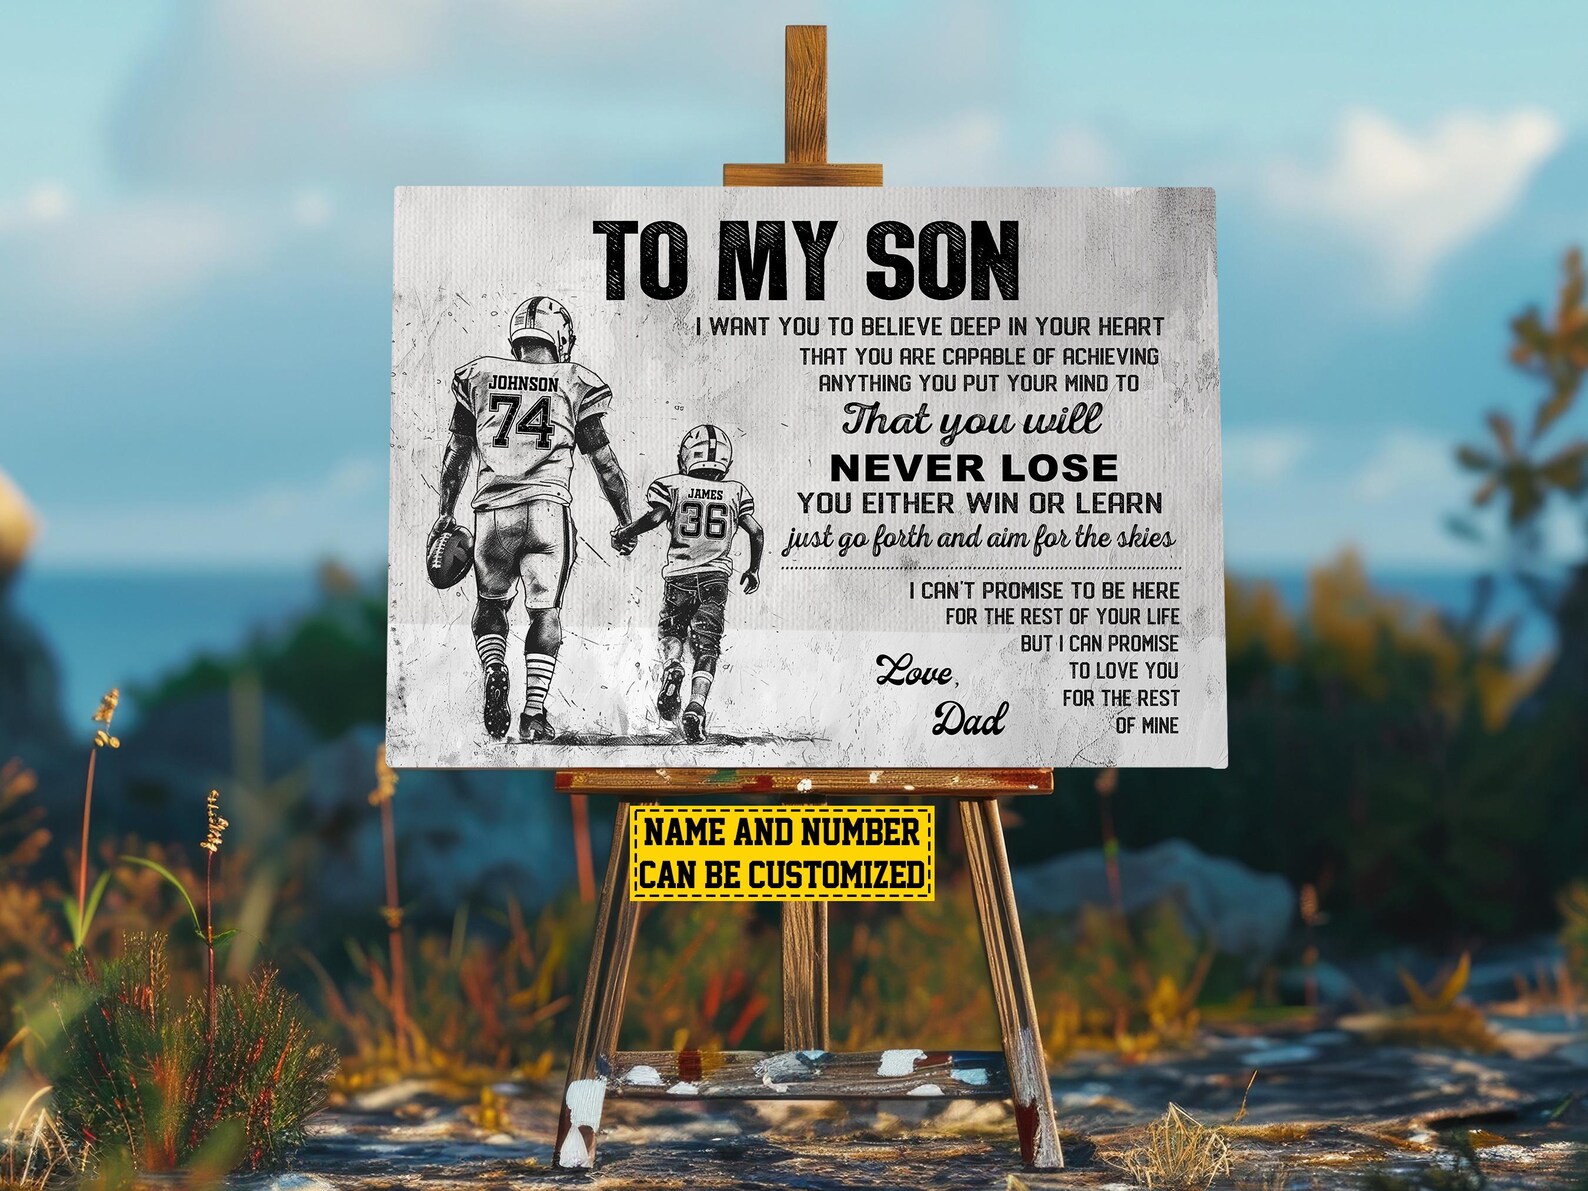 TO MY SON
I WANT YOU TO BELIEVE DEEP IN YOUR HEART
THAT YOU ARE CAPABLE OF ACHIEVING
ANYTHING YOU PUT YOUR MIND TO
That you will
NEVER LOSE
YOU EITHER WIN OR LEARN
just go forth and aim for the skies
I CAN'T PROMISE TO BE HERE
FOR THE REST OF YOUR LIFE
BUT I CAN PROMISE
TO LOVE YOU
FOR THE REST
OF MINE
Love,
Dad
JOHNSON
74
JAMES
36
NAME AND NUMBER
CAN BE CUSTOMIZED